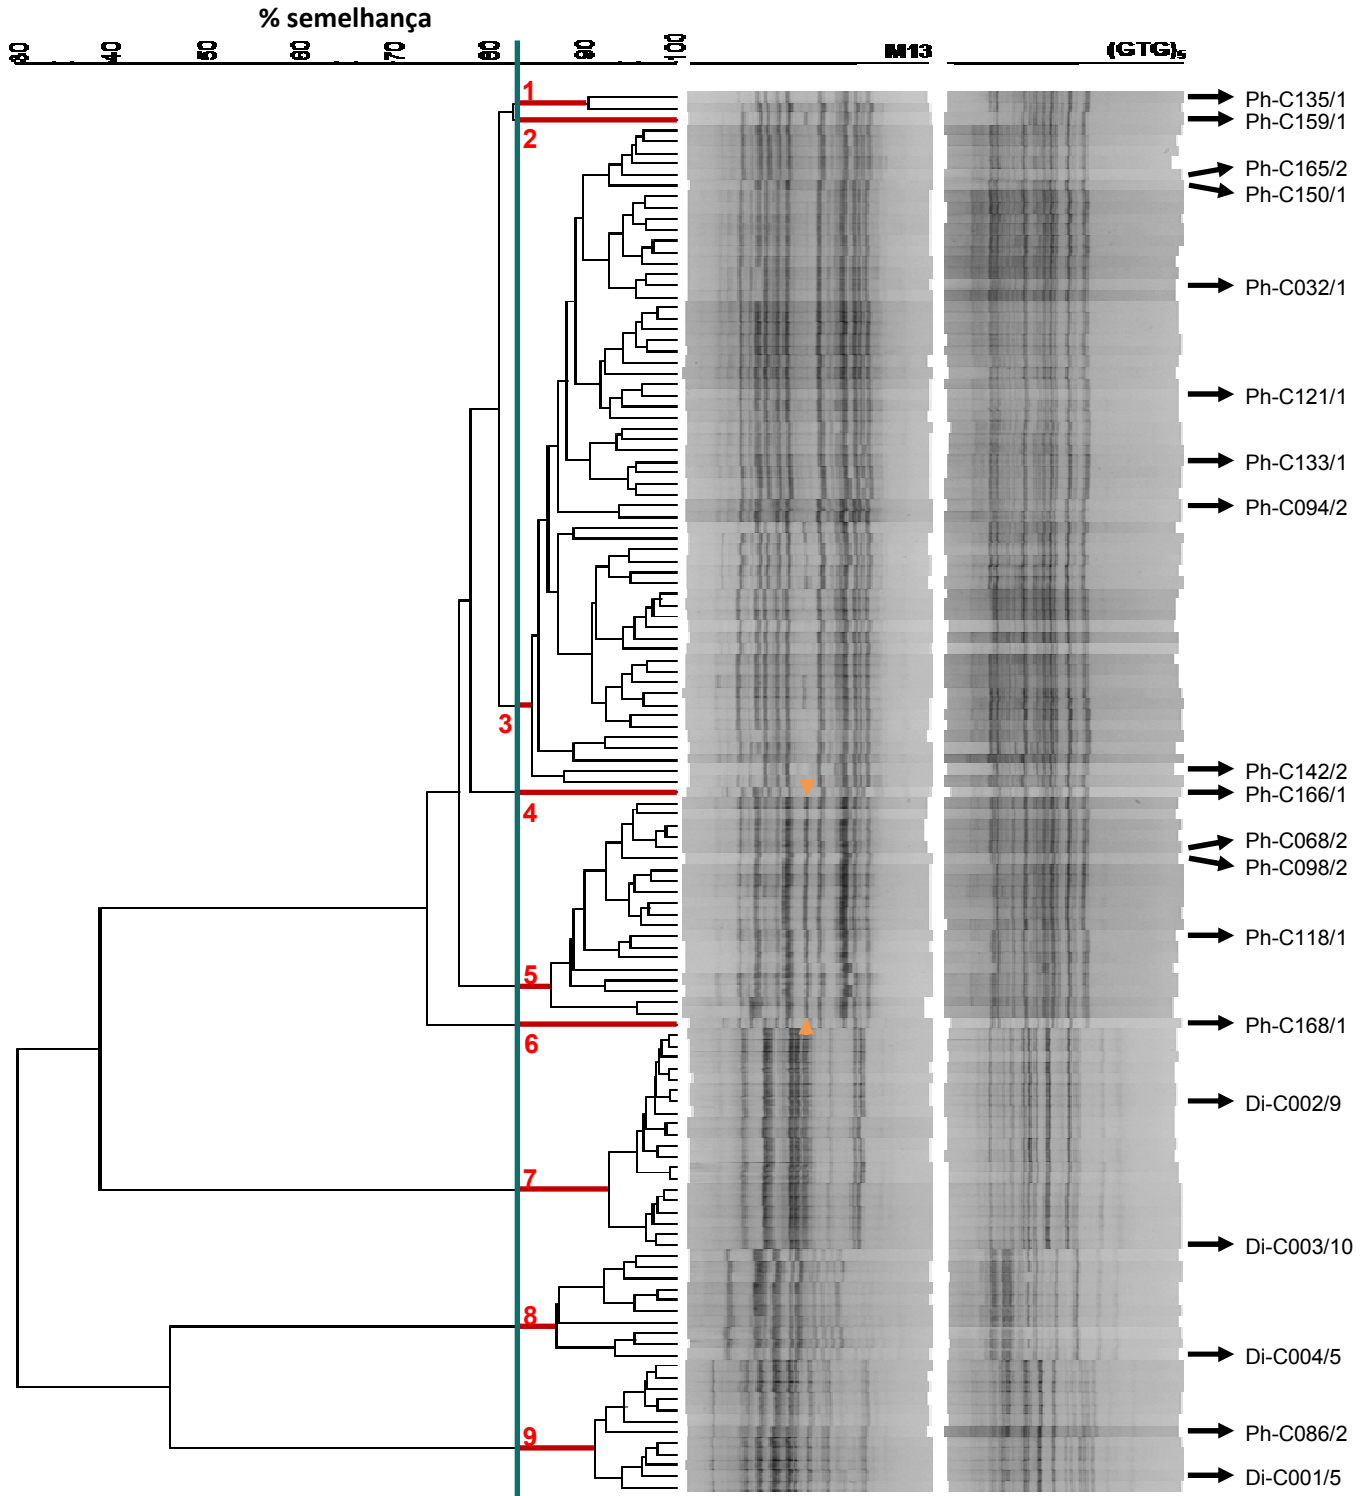 % semelhança
30 40 50 60 70 80 90 100
M13 (GTG)₅
1
2
3
4
5
6
7
8
9
Ph-C135/1
Ph-C159/1
Ph-C165/2
Ph-C150/1
Ph-C032/1
Ph-C121/1
Ph-C133/1
Ph-C094/2
Ph-C142/2
Ph-C166/1
Ph-C068/2
Ph-C098/2
Ph-C118/1
Ph-C168/1
Di-C002/9
Di-C003/10
Di-C004/5
Ph-C086/2
Di-C001/5